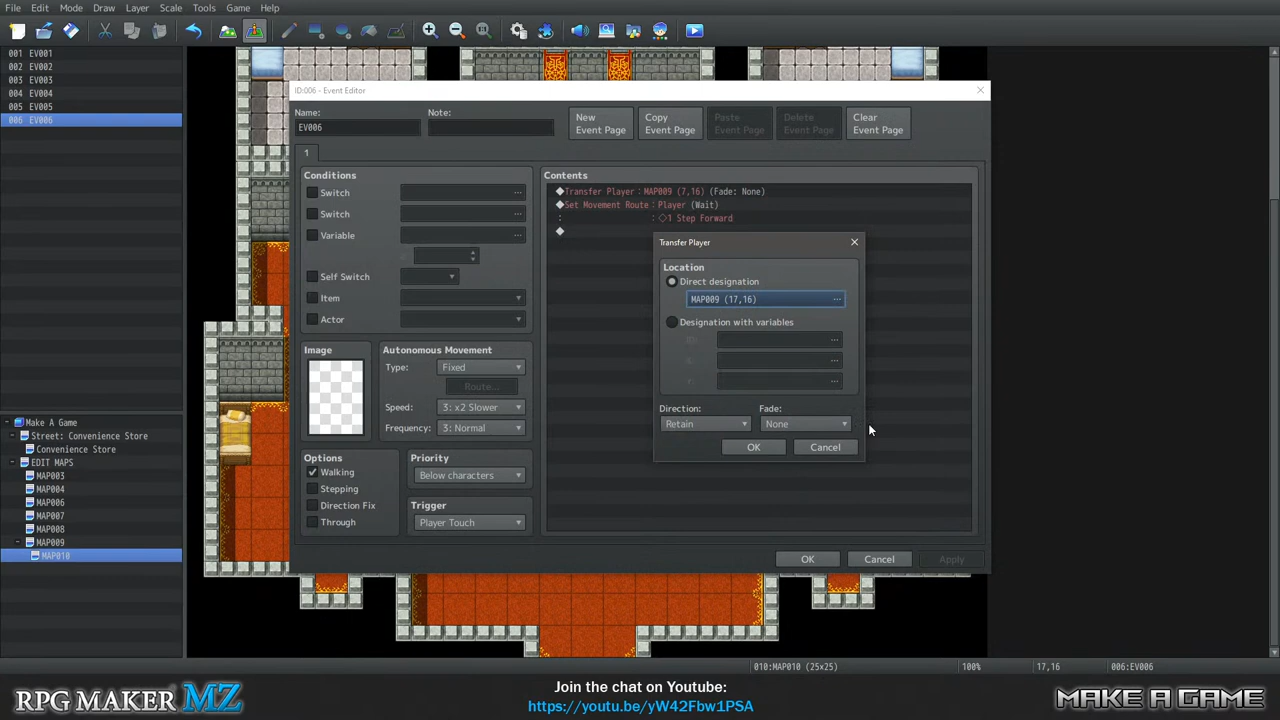 File Edit Mode Draw Layer Scale Tools Game Help
001 EV001
002 EV002
003 EV003
004 EV004
005 EV005
006 EV006
ID:006 - Event Editor
Name:
EV006
Note:
New
Event Page
Copy
Event Page
Paste
Event Page
Delete
Event Page
Clear
Event Page
1
Conditions
Switch
Switch
Variable
Self Switch
Item
Actor
Image
Autonomous Movement
Type: Fixed
Route...
Speed: 3: x2 Slower
Frequency: 3: Normal
Options
Walking
Stepping
Direction Fix
Through
Priority
Below characters
Trigger
Player Touch
Contents
◆Transfer Player：MAP009 (7,16) (Fade: None)
◆Set Movement Route：Player (Wait)
: : ◇1 Step Forward
◆
Transfer Player
Location
Direct designation
MAP009 (17,16)
Designation with variables
ID:
X:
Y:
Direction: Fade:
Retain None
OK Cancel
OK Cancel Apply
Make A Game
Street: Convenience Store
Convenience Store
EDIT MAPS
MAP003
MAP004
MAP006
MAP007
MAP008
MAP009
MAP010
010:MAP010 (25x25) 100% 17,16 006:EV006
RPG MAKER MZ
Join the chat on Youtube:
https://youtu.be/yW42Fbw1PSA
MAKE A GAME